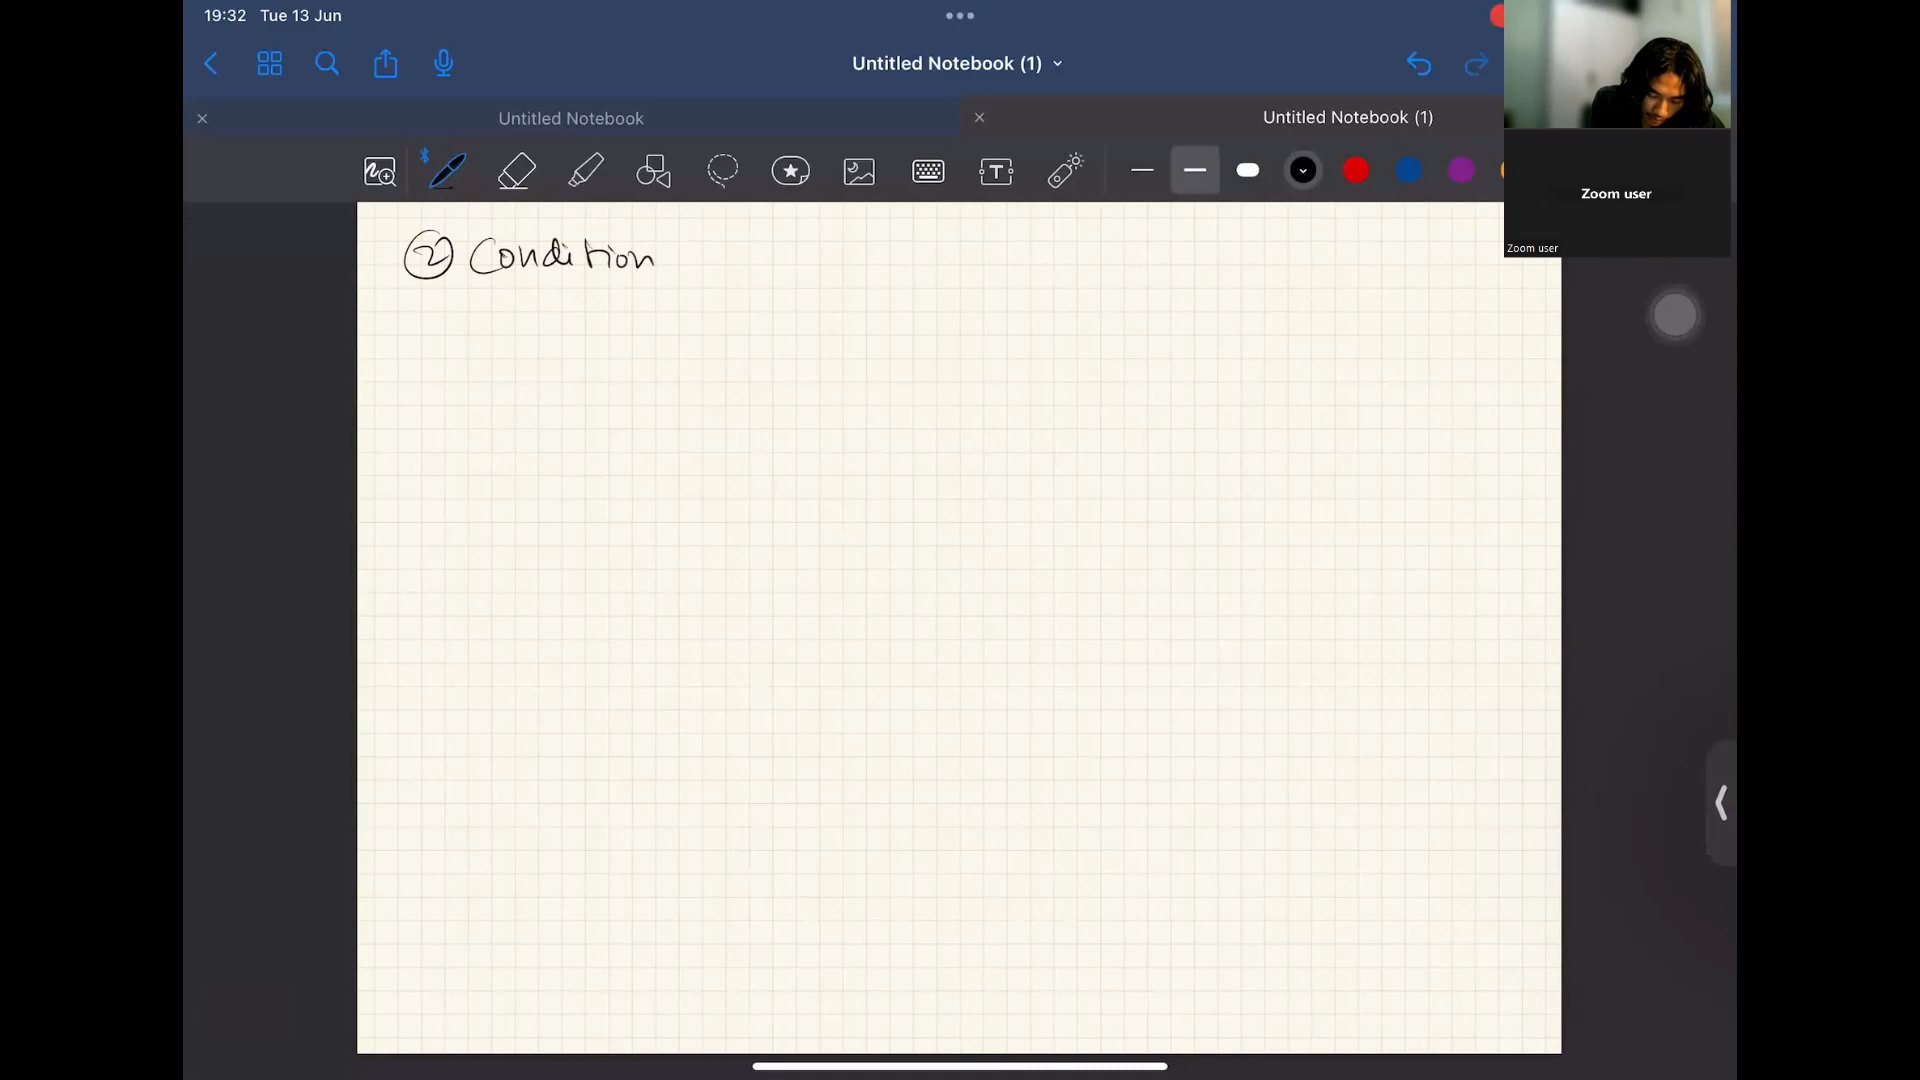 19:32 Tue 13 Jun
Untitled Notebook (1)
Untitled Notebook
Untitled Notebook (1)
T
Zoom user
Zoom user
② Condition